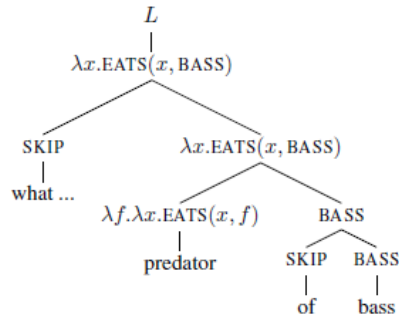 L
λx.EATS(x, BASS)
SKIP λx.EATS(x, BASS)
what ... λf.λx.EATS(x, f) BASS
predator SKIP BASS
of bass